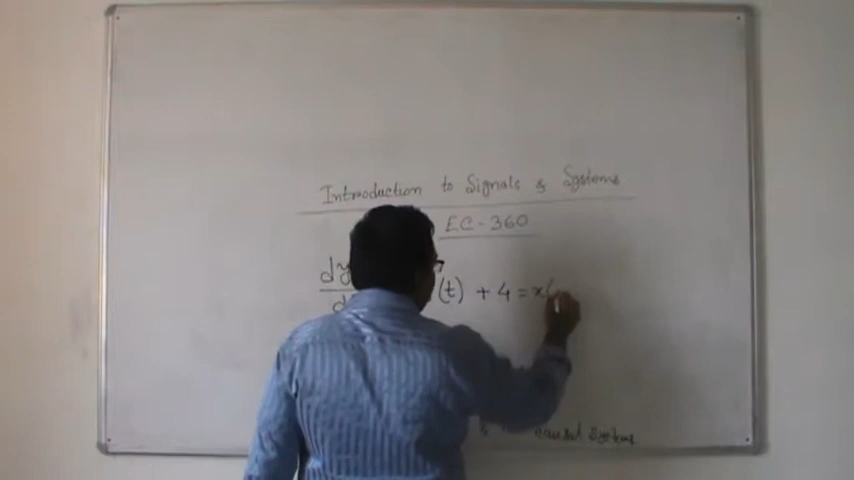 Introduction to Signals & Systems
EC-360
dy (t) + 4 = x(
d
& causal systems